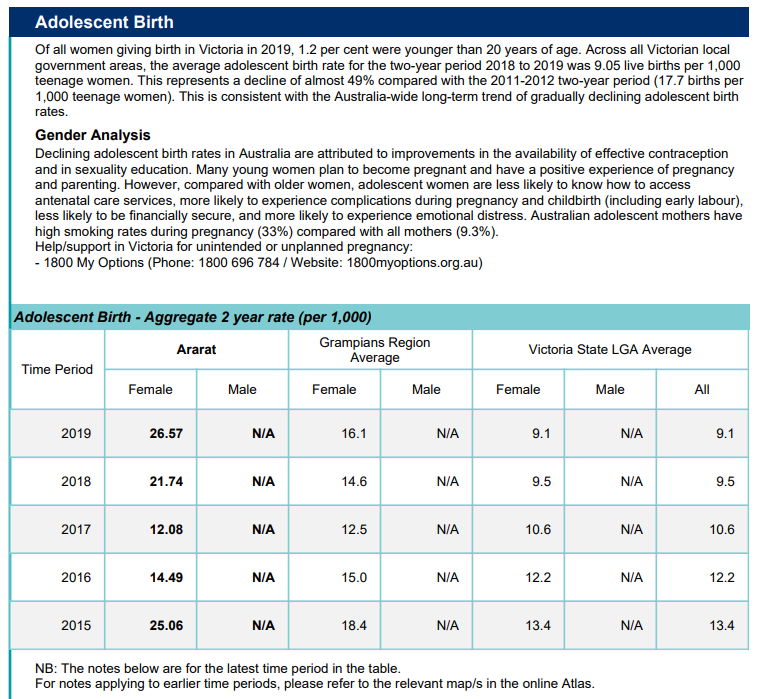 Adolescent Birth
Of all women giving birth in Victoria in 2019, 1.2 per cent were younger than 20 years of age. Across all Victorian local
government areas, the average adolescent birth rate for the two-year period 2018 to 2019 was 9.05 live births per 1,000
teenage women. This represents a decline of almost 49% compared with the 2011-2012 two-year period (17.7 births per
1,000 teenage women). This is consistent with the Australia-wide long-term trend of gradually declining adolescent birth
rates.
Gender Analysis
Declining adolescent birth rates in Australia are attributed to improvements in the availability of effective contraception
and in sexuality education. Many young women plan to become pregnant and have a positive experience of pregnancy
and parenting. However, compared with older women, adolescent women are less likely to know how to access
antenatal care services, more likely to experience complications during pregnancy and childbirth (including early labour),
less likely to be financially secure, and more likely to experience emotional distress. Australian adolescent mothers have
high smoking rates during pregnancy (33%) compared with all mothers (9.3%).
Help/support in Victoria for unintended or unplanned pregnancy:
- 1800 My Options (Phone: 1800 696 784 / Website: 1800myoptions.org.au)
Adolescent Birth - Aggregate 2 year rate (per 1,000)
Time Period Ararat Grampians Region Average Victoria State LGA Average
Female Male Female Male Female Male All
2019 26.57 N/A 16.1 N/A 9.1 N/A 9.1
2018 21.74 N/A 14.6 N/A 9.5 N/A 9.5
2017 12.08 N/A 12.5 N/A 10.6 N/A 10.6
2016 14.49 N/A 15.0 N/A 12.2 N/A 12.2
2015 25.06 N/A 18.4 N/A 13.4 N/A 13.4
NB: The notes below are for the latest time period in the table.
For notes applying to earlier time periods, please refer to the relevant map/s in the online Atlas.